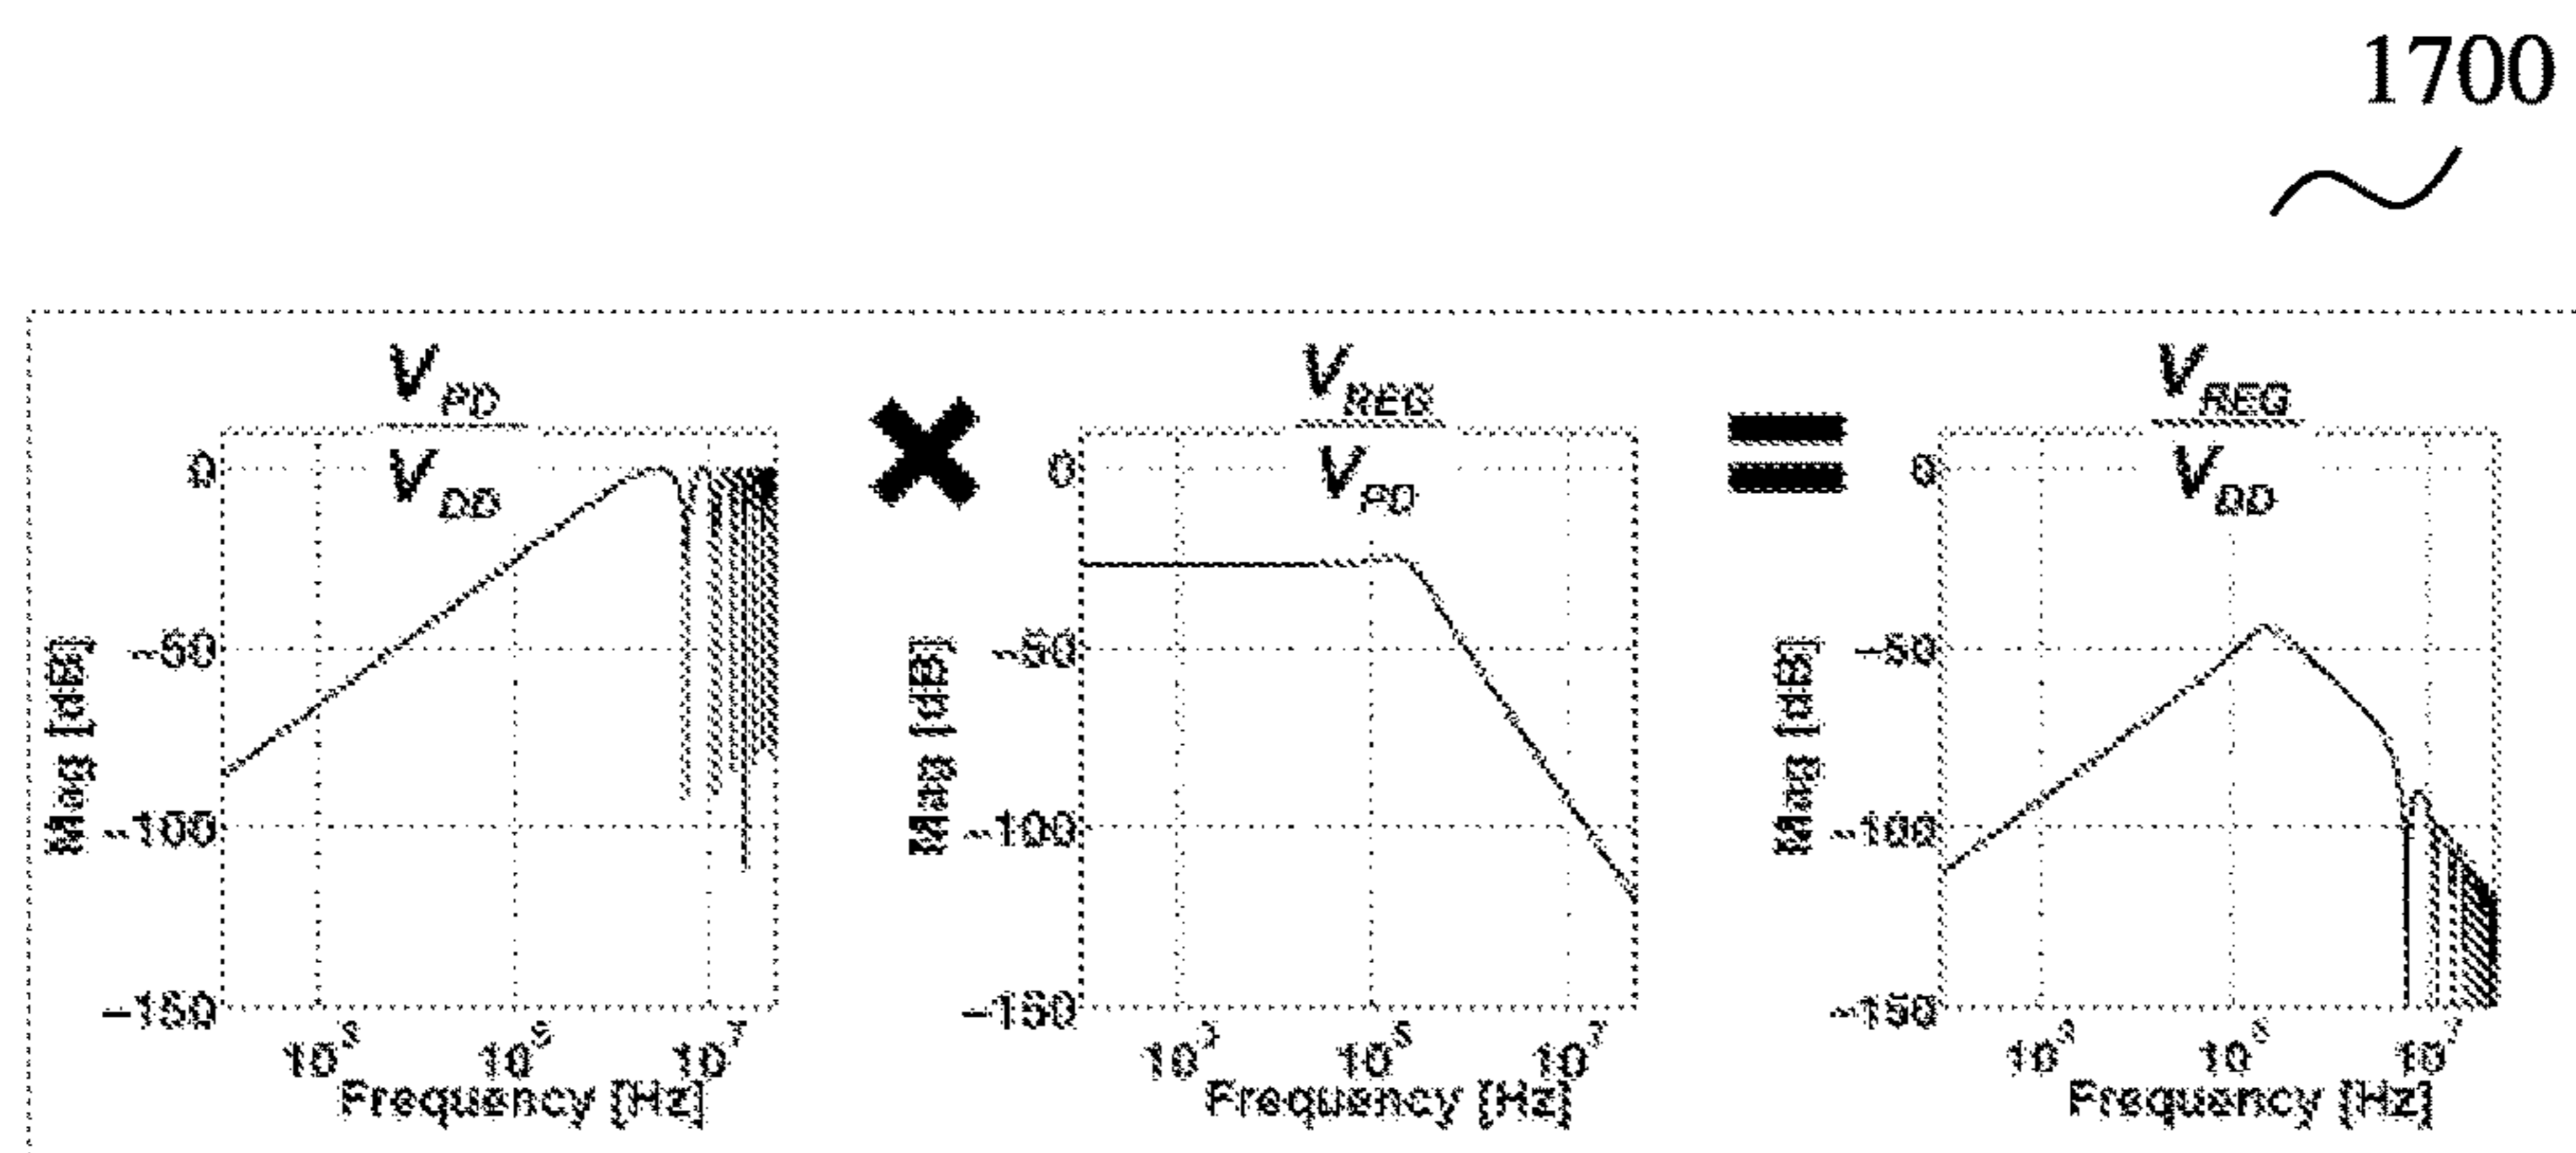 1700
V_PD / V_DD
×
V_REG / V_PD
=
V_REG / V_DD
Mag [dB]
0
-50
-100
-150
10^3
10^5
10^7
Frequency [Hz]
Mag [dB]
0
-50
-100
-150
10^3
10^5
10^7
Frequency [Hz]
Mag [dB]
0
-50
-100
-150
10^3
10^5
10^7
Frequency [Hz]